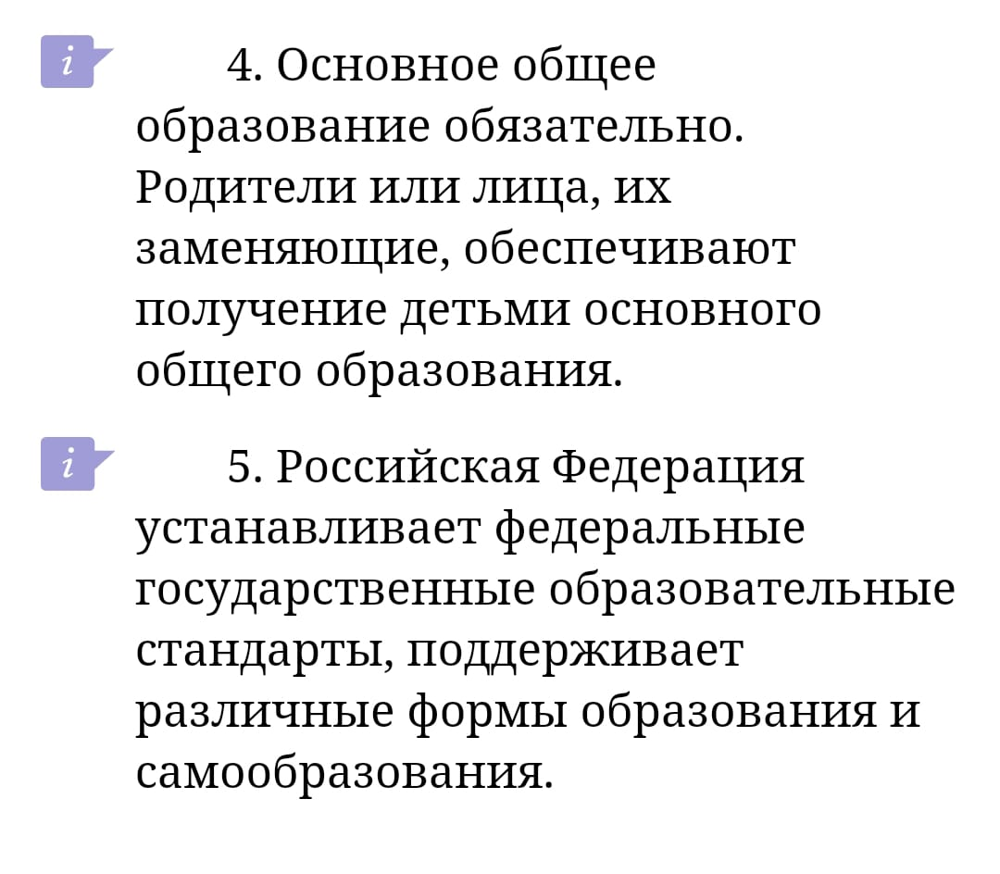 4. Основное общее
образование обязательно.
Родители или лица, их
заменяющие, обеспечивают
получение детьми основного
общего образования.
5. Российская Федерация
устанавливает федеральные
государственные образовательные
стандарты, поддерживает
различные формы образования и
самообразования.